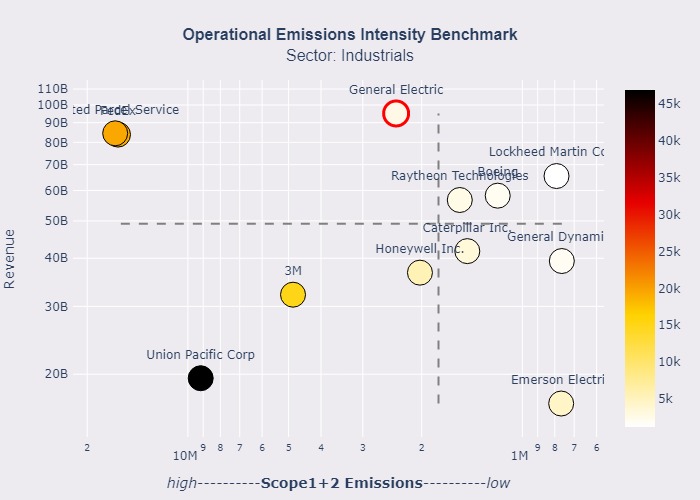 Operational Emissions Intensity Benchmark
Sector: Industrials
General Electric
ted Parcel Service
FedEx
Lockheed Martin Co
Boeing
Raytheon Technologies
Caterpillar Inc.
General Dynami
Honeywell Inc.
3M
Union Pacific Corp
Emerson Electri
Revenue
110B
100B
90B
80B
70B
60B
50B
40B
30B
20B
2 10M 9 8 7 6 5 4 3 2 1M 9 8 7 6
high----------Scope1+2 Emissions----------low
45k
40k
35k
30k
25k
20k
15k
10k
5k